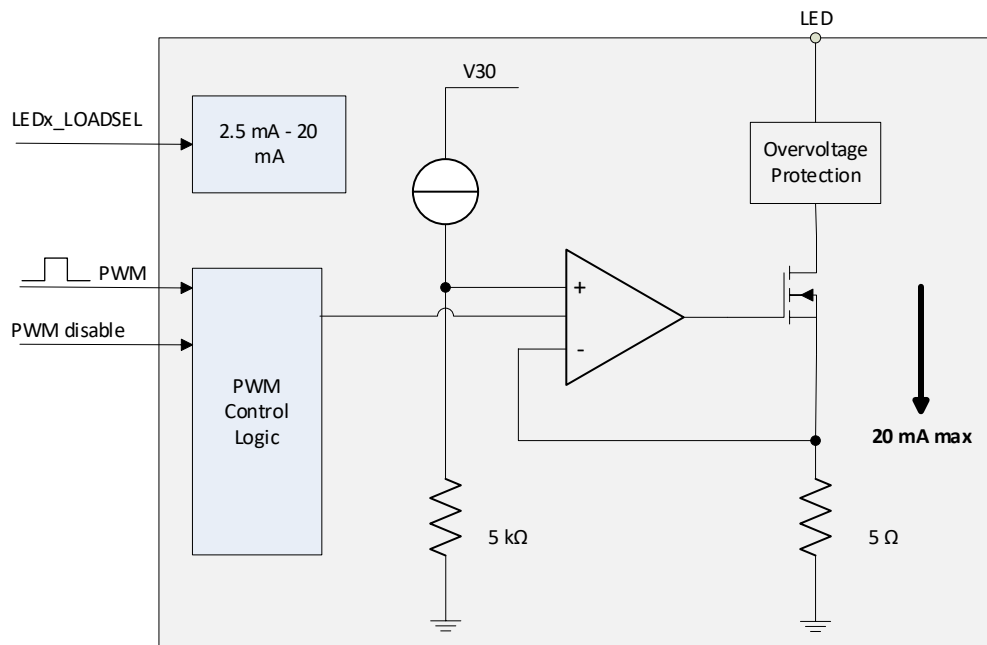 LED
V30
LEDx_LOADSEL
2.5 mA - 20
mA
Overvoltage
Protection
PWM
+
PWM disable
-
PWM
Control
Logic
20 mA max
5 kΩ
5 Ω